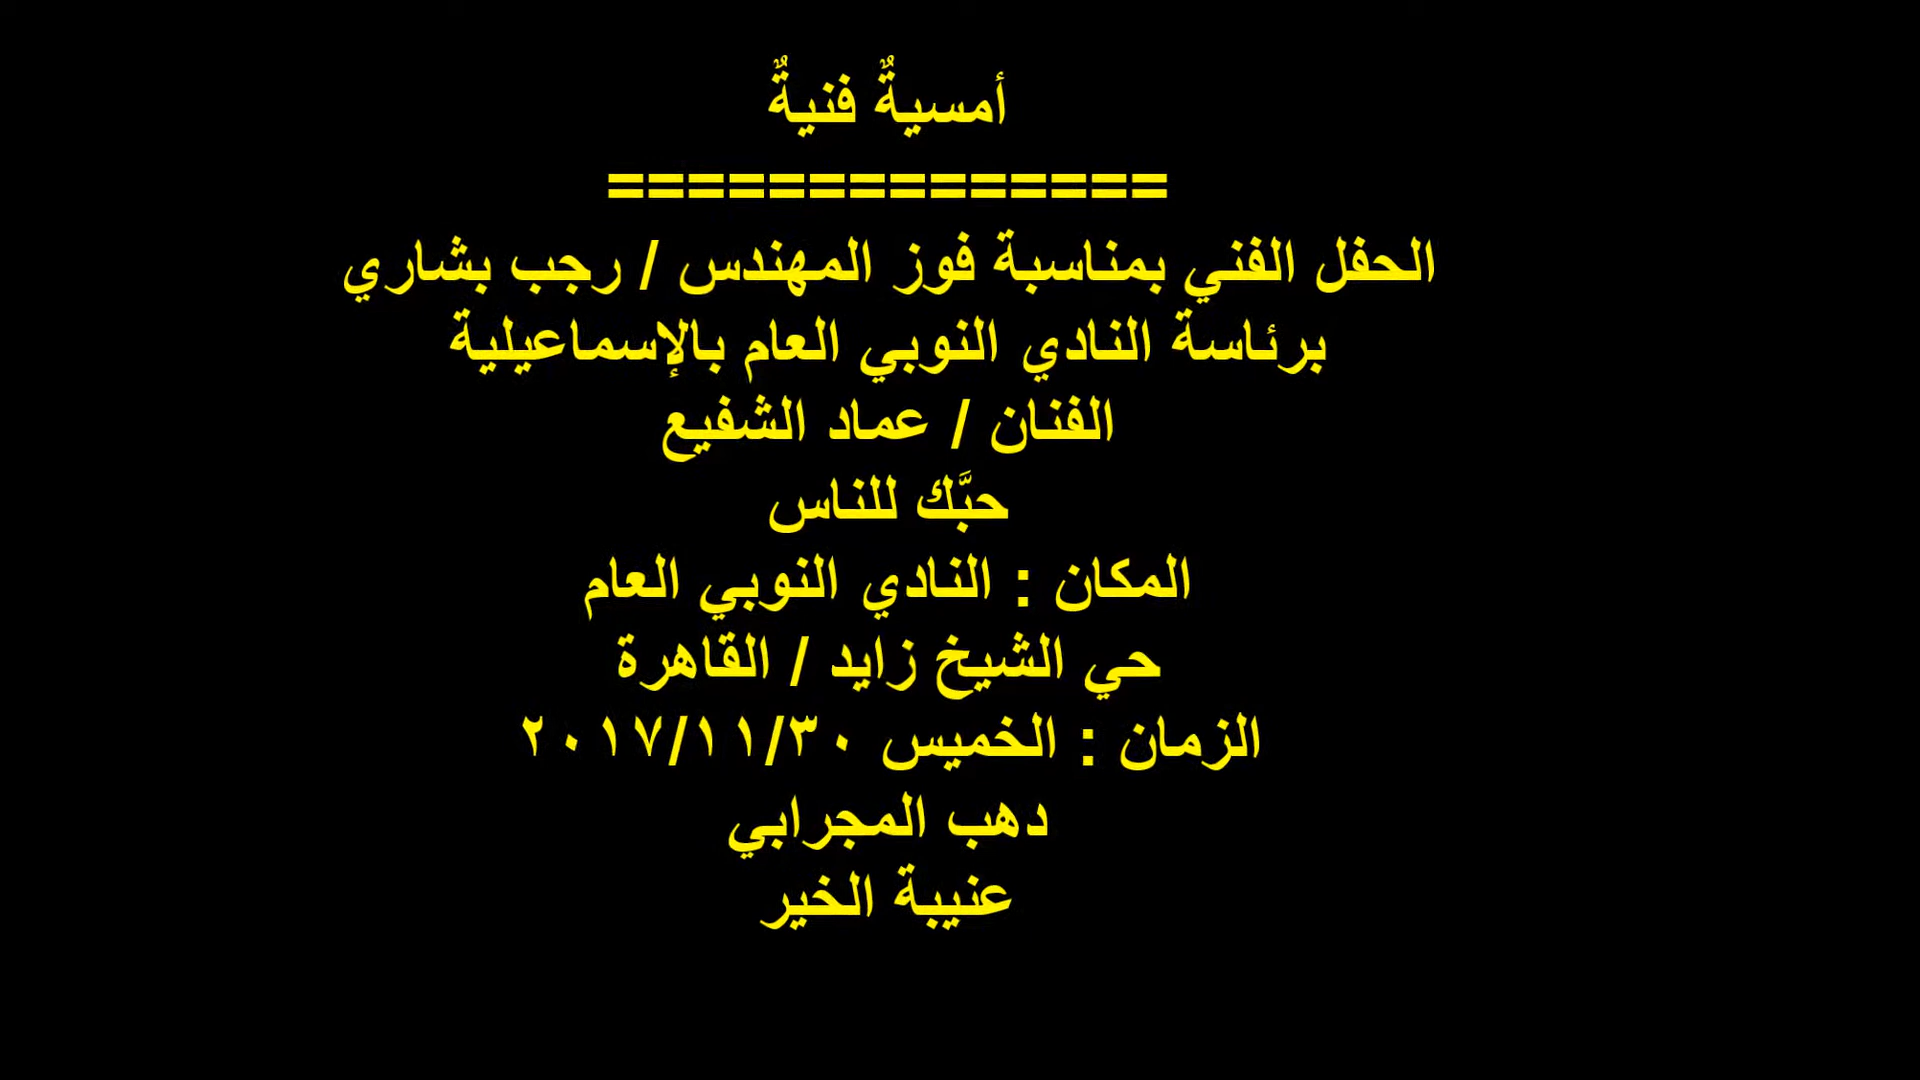 أمسيةٌ فنيةٌ
==============
الحفل الفني بمناسبة فوز المهندس / رجب بشاري
برئاسة النادي النوبي العام بالإسماعيلية
الفنان / عماد الشفيع
حبَّك للناس
المكان : النادي النوبي العام
حي الشيخ زايد / القاهرة
الزمان : الخميس ٢٠١٧/١١/٣٠
دهب المجرابي
عنيبة الخير